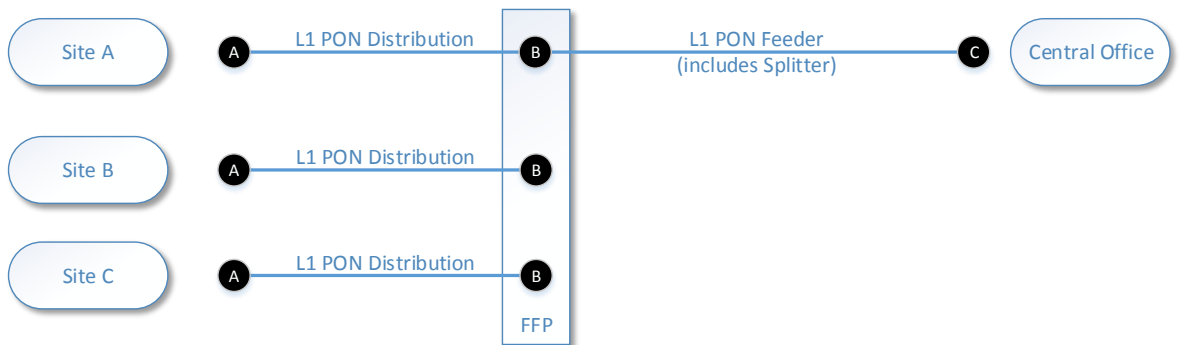 Site A
A
L1 PON Distribution
B
L1 PON Feeder
(includes Splitter)
C
Central Office
Site B
A
L1 PON Distribution
B
Site C
A
L1 PON Distribution
B
FFP